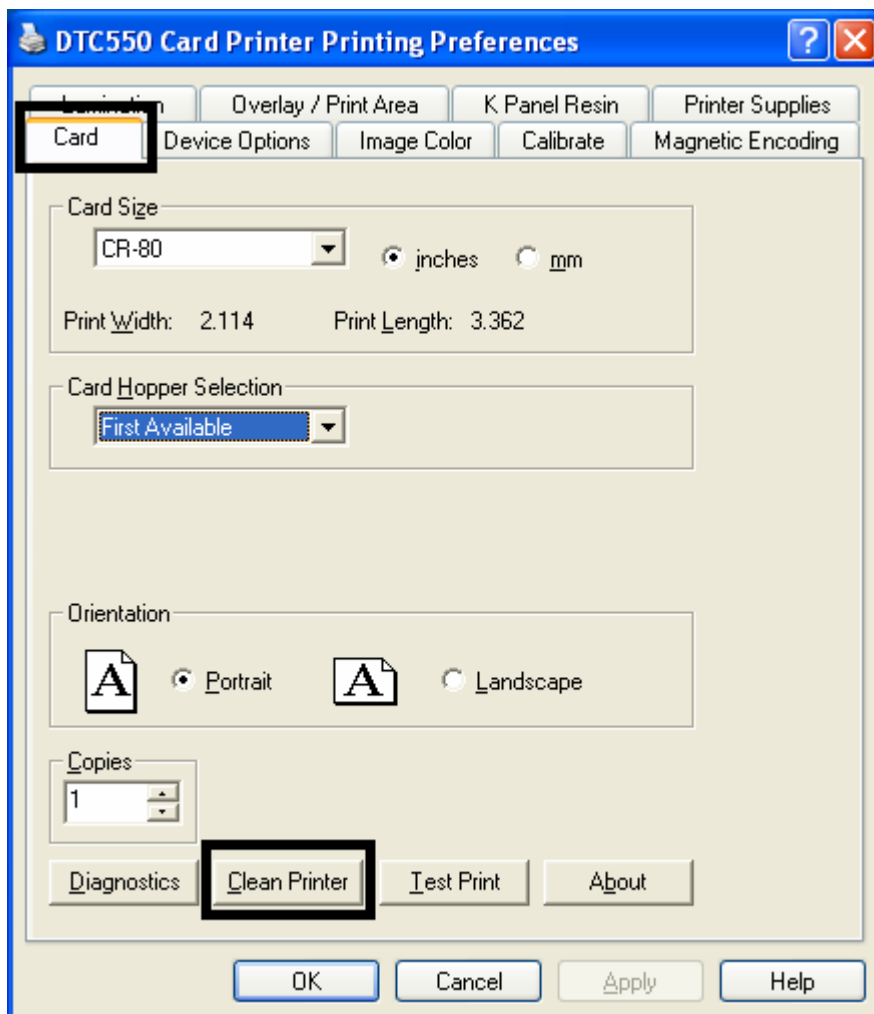 DTC550 Card Printer Printing Preferences
Lamination Overlay / Print Area K Panel Resin Printer Supplies
Card Device Options Image Color Calibrate Magnetic Encoding
Card Size
CR-80 inches mm
Print Width: 2.114 Print Length: 3.362
Card Hopper Selection
First Available
Orientation
A Portrait A Landscape
Copies
1
Diagnostics Clean Printer Test Print About
OK Cancel Apply Help